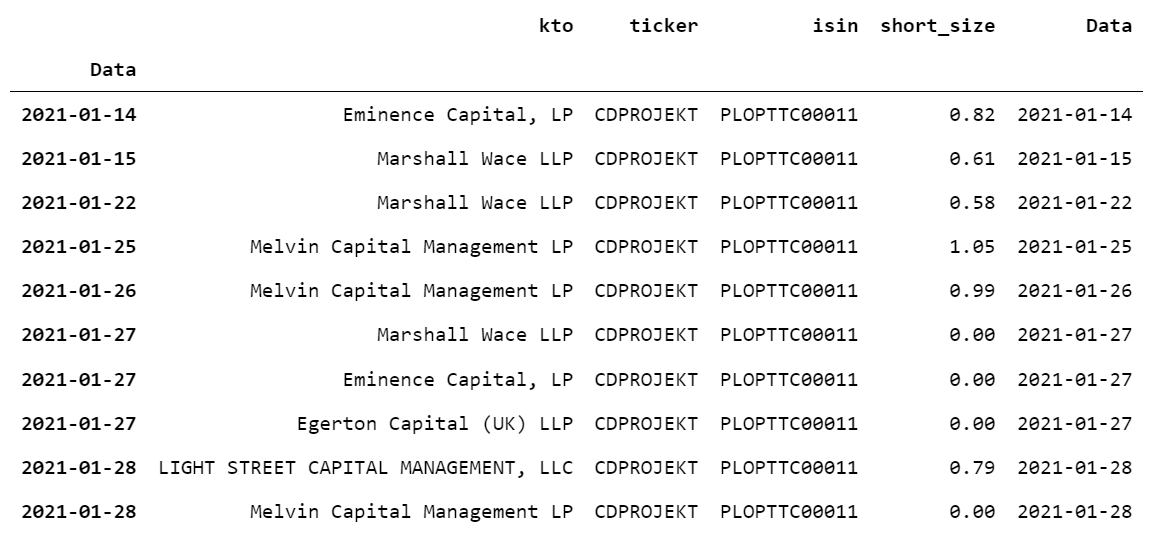 kto ticker isin short_size Data
Data
2021-01-14 Eminence Capital, LP CDPROJEKT PLOPTTC00011 0.82 2021-01-14
2021-01-15 Marshall Wace LLP CDPROJEKT PLOPTTC00011 0.61 2021-01-15
2021-01-22 Marshall Wace LLP CDPROJEKT PLOPTTC00011 0.58 2021-01-22
2021-01-25 Melvin Capital Management LP CDPROJEKT PLOPTTC00011 1.05 2021-01-25
2021-01-26 Melvin Capital Management LP CDPROJEKT PLOPTTC00011 0.99 2021-01-26
2021-01-27 Marshall Wace LLP CDPROJEKT PLOPTTC00011 0.00 2021-01-27
2021-01-27 Eminence Capital, LP CDPROJEKT PLOPTTC00011 0.00 2021-01-27
2021-01-27 Egerton Capital (UK) LLP CDPROJEKT PLOPTTC00011 0.00 2021-01-27
2021-01-28 LIGHT STREET CAPITAL MANAGEMENT, LLC CDPROJEKT PLOPTTC00011 0.79 2021-01-28
2021-01-28 Melvin Capital Management LP CDPROJEKT PLOPTTC00011 0.00 2021-01-28